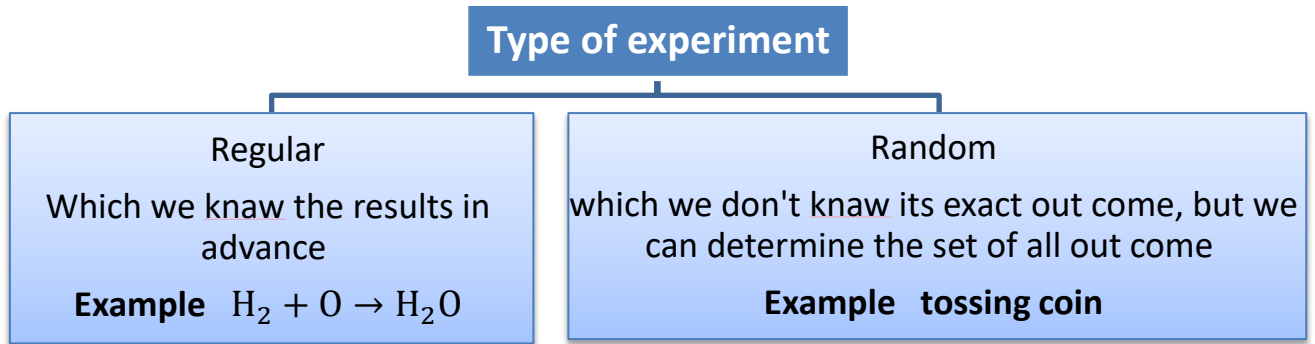 Type of experiment
Regular
Which we knaw the results in
advance
Example H₂ + O → H₂O
Random
which we don't knaw its exact out come, but we
can determine the set of all out come
Example tossing coin